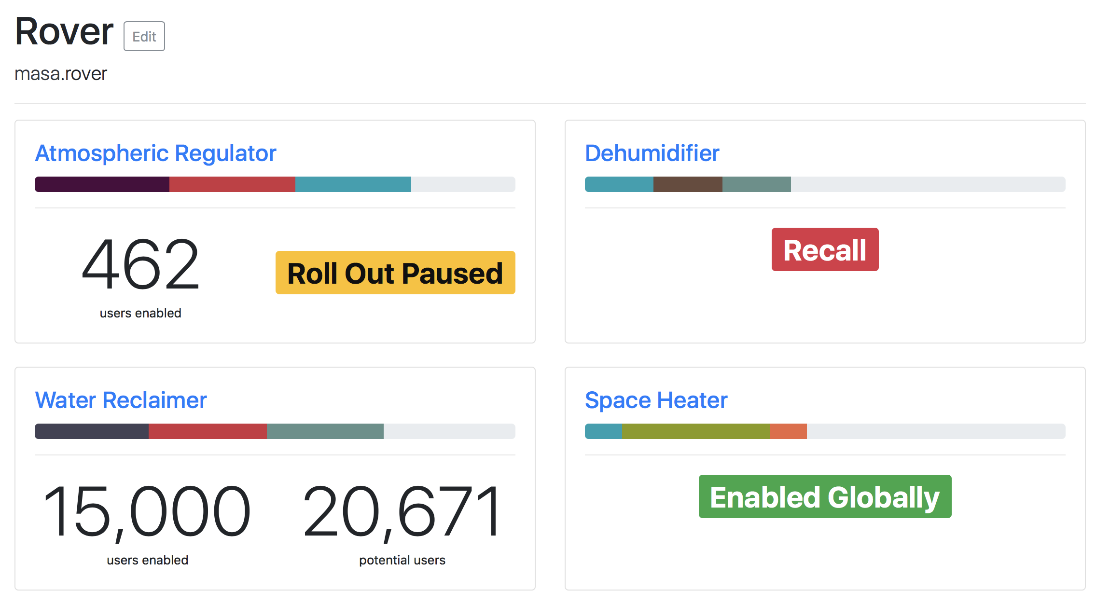 Rover Edit
masa.rover
Atmospheric Regulator
462
users enabled
Roll Out Paused
Dehumidifier
Recall
Water Reclaimer
15,000
users enabled
20,671
potential users
Space Heater
Enabled Globally